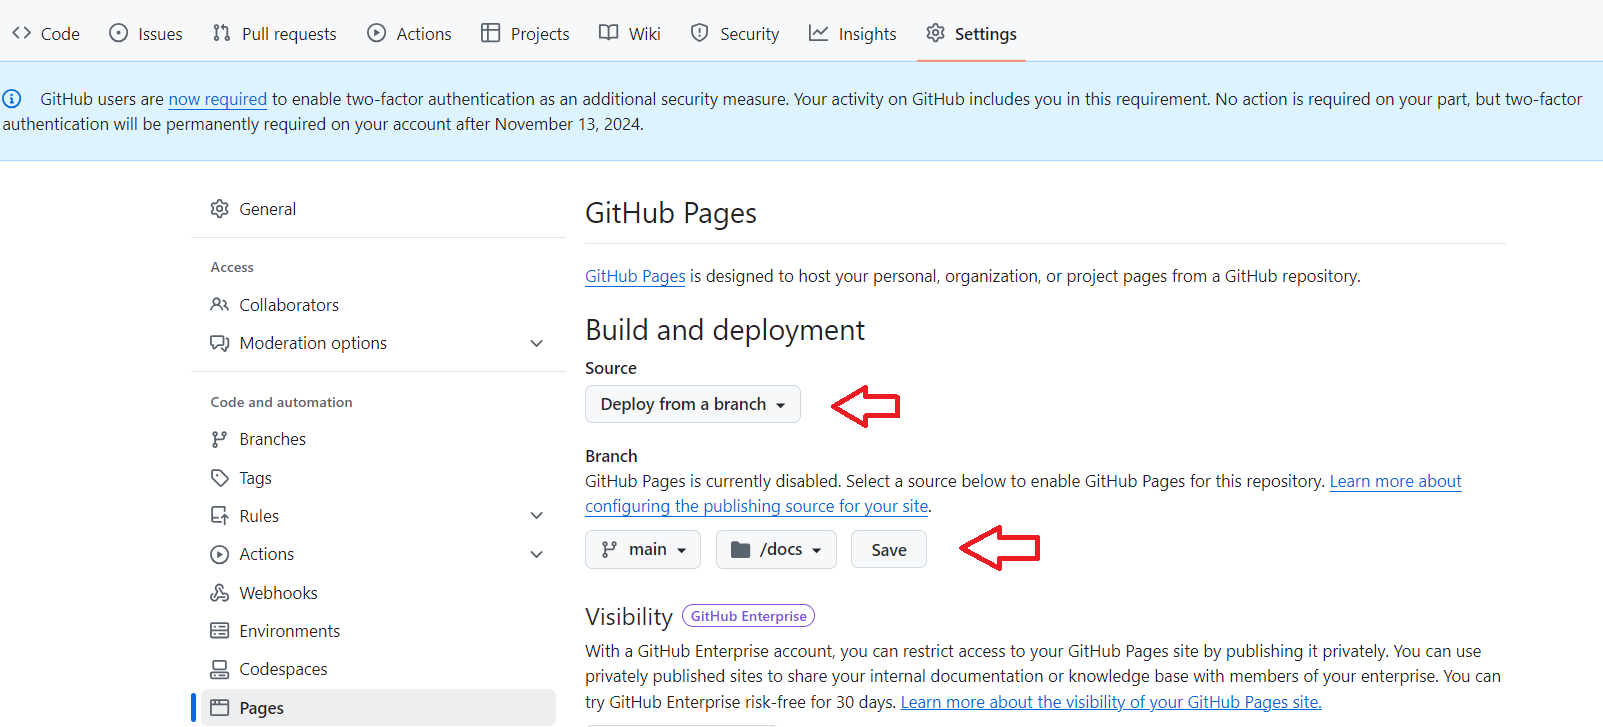 Code Issues Pull requests Actions Projects Wiki Security Insights Settings
GitHub users are now required to enable two-factor authentication as an additional security measure. Your activity on GitHub includes you in this requirement. No action is required on your part, but two-factor
authentication will be permanently required on your account after November 13, 2024.
General
Access
Collaborators
Moderation options
Code and automation
Branches
Tags
Rules
Actions
Webhooks
Environments
Codespaces
Pages
GitHub Pages
GitHub Pages is designed to host your personal, organization, or project pages from a GitHub repository.
Build and deployment
Source
Deploy from a branch
Branch
GitHub Pages is currently disabled. Select a source below to enable GitHub Pages for this repository. Learn more about
configuring the publishing source for your site.
main /docs Save
Visibility GitHub Enterprise
With a GitHub Enterprise account, you can restrict access to your GitHub Pages site by publishing it privately. You can use
privately published sites to share your internal documentation or knowledge base with members of your enterprise. You can
try GitHub Enterprise risk-free for 30 days. Learn more about the visibility of your GitHub Pages site.